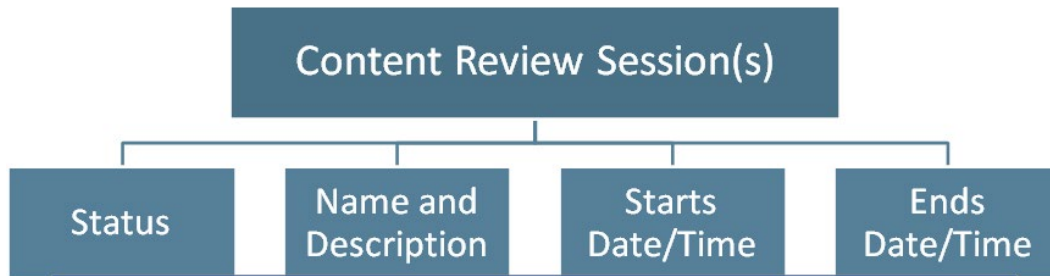 Content Review Session(s)
Status
Name and
Description
Starts
Date/Time
Ends
Date/Time